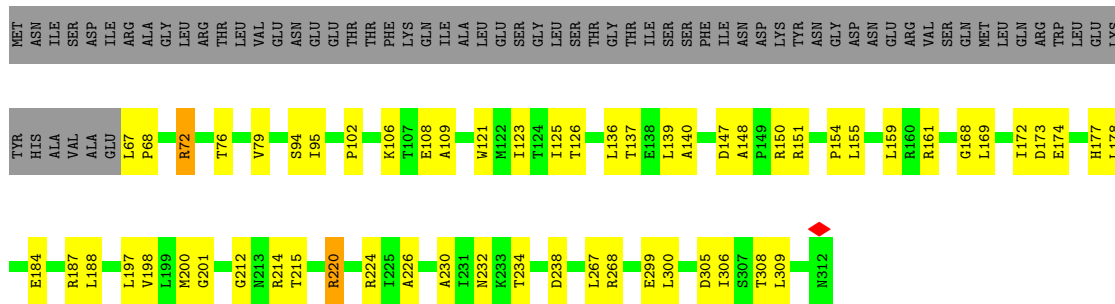 MET ASN ILE SER ASP ILE ARG ALA GLY LEU ARG THR LEU VAL GLU ASN GLU GLU THR THR PHE LYS GLN ILE ALA LEU GLU SER GLY LEU SER THR GLY THR ILE SER SER PHE ILE ASN ASP LYS TYR ASN GLY ASP ASN GLU ARG VAL SER GLN MET LEU GLN ARG TRP LEU GLU LYS
TYR HIS ALA VAL ALA GLU L67 P68 R72 T76 V79 S94 I95 P102 K106 T107 E108 A109 W121 M122 I123 T124 I125 T126 L136 T137 E138 L139 A140 D147 A148 P149 R150 R151 P154 L155 L159 R160 R161 G168 L169 I172 D173 E174 H177 L178
E184 R187 L188 L197 V198 L199 M200 G201 G212 N213 R214 T215 R220 R224 I225 A226 A230 I231 N232 K233 T234 D238 L267 R268 E299 L300 D305 I306 S307 T308 L309 N312